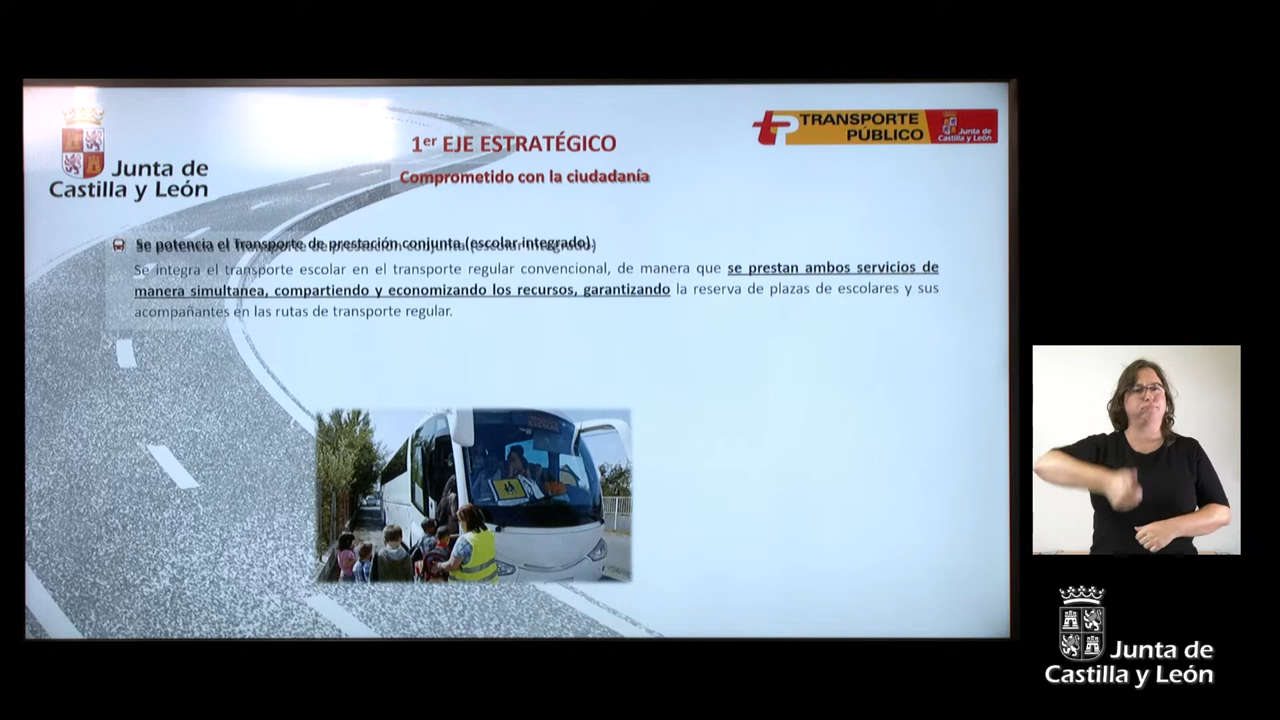 Junta de
Castilla y León
1er EJE ESTRATÉGICO
Comprometido con la ciudadanía
tp TRANSPORTE
PÚBLICO
Junta de
Castilla y León
Se potencia el Transporte de prestación conjunta (escolar integrado)
Se integra el transporte escolar en el transporte regular convencional, de manera que se prestan ambos servicios de
manera simultanea, compartiendo y economizando los recursos, garantizando la reserva de plazas de escolares y sus
acompañantes en las rutas de transporte regular.
Junta de
Castilla y León